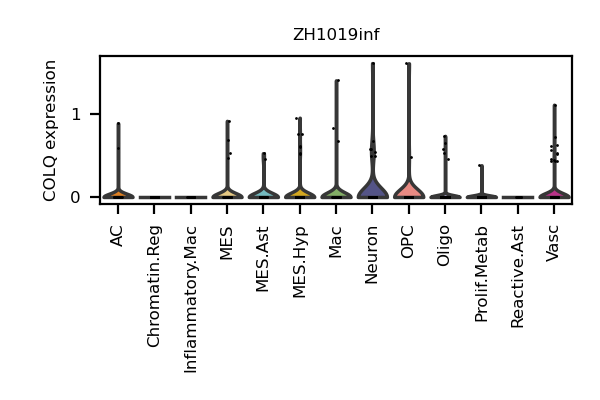 ZH1019inf
COLQ expression
1
0
AC
Chromatin.Reg
Inflammatory.Mac
MES
MES.Ast
MES.Hyp
Mac
Neuron
OPC
Oligo
Prolif.Metab
Reactive.Ast
Vasc